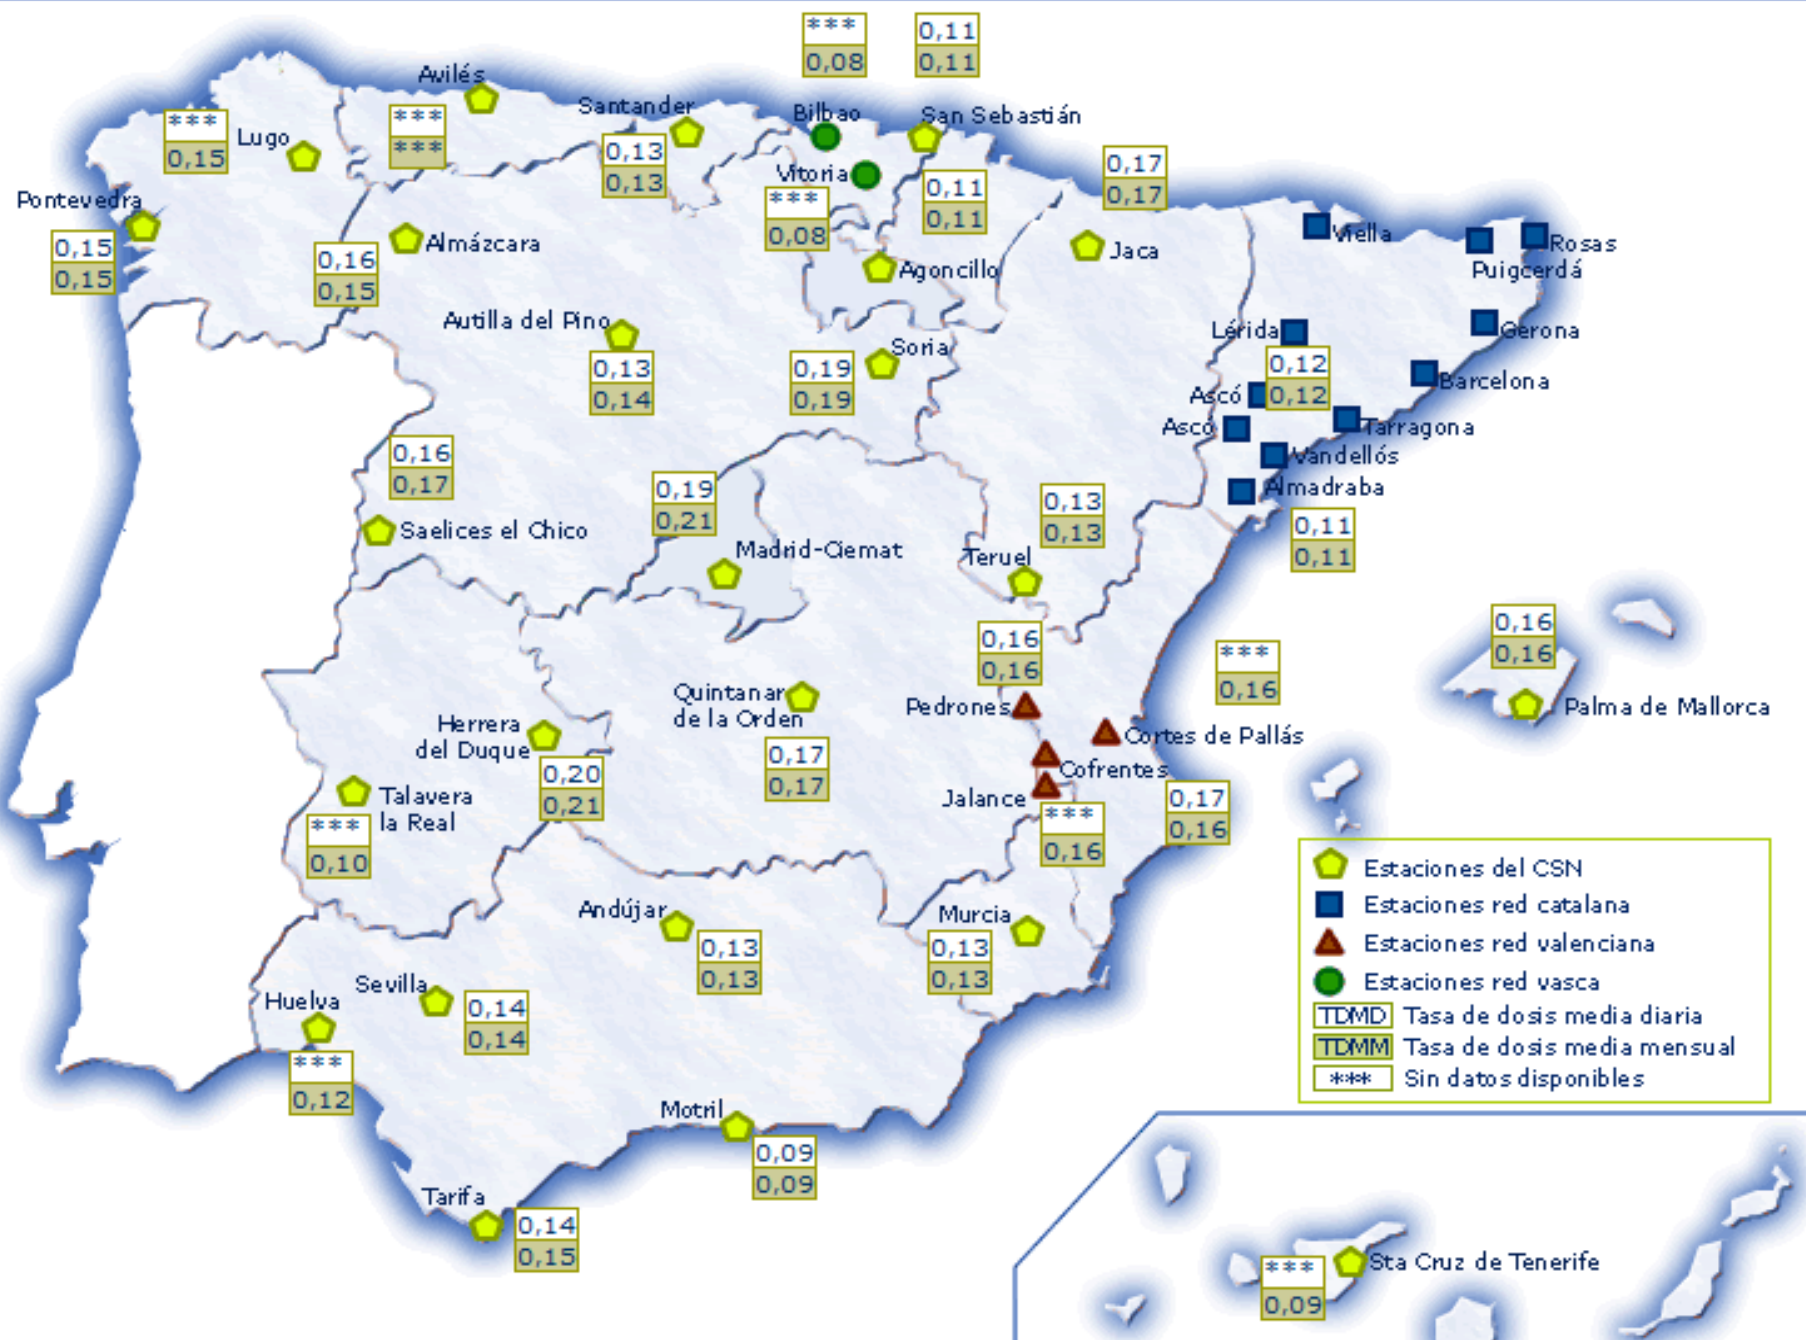 ***
0,08
0,11
0,11
Avilés
***
***
Santander
0,13
0,13
Bilbao
San Sebastián
***
0,15
Lugo
Vitoria
***
0,08
0,11
0,11
0,17
0,17
Pontevedra
0,15
0,15
Almázcara
0,16
0,15
Agoncillo
Jaca
Viella
Rosas
Puigcerdá
Autilla del Pino
0,13
0,14
Soria
0,19
0,19
Lérida
0,12
0,12
Gerona
Barcelona
Ascó
Ascó
Tarragona
Vandellós
Almadraba
0,11
0,11
0,16
0,17
Saelices el Chico
0,19
0,21
Madrid-Ciemat
0,13
0,13
Teruel
0,16
0,16
Pedrones
***
0,16
Cortes de Pallás
Cofrentes
Jalance
***
0,16
0,17
0,16
0,16
0,16
Palma de Mallorca
Quintanar
de la Orden
0,17
0,17
Herrera
del Duque
0,20
0,21
Talavera
la Real
***
0,10
Andújar
0,13
0,13
Murcia
0,13
0,13
Sevilla
0,14
0,14
Huelva
***
0,12
Motril
0,09
0,09
Tarifa
0,14
0,15
Estaciones del CSN
Estaciones red catalana
Estaciones red valenciana
Estaciones red vasca
TDMD Tasa de dosis media diaria
TDMM Tasa de dosis media mensual
*** Sin datos disponibles
Sta Cruz de Tenerife
***
0,09